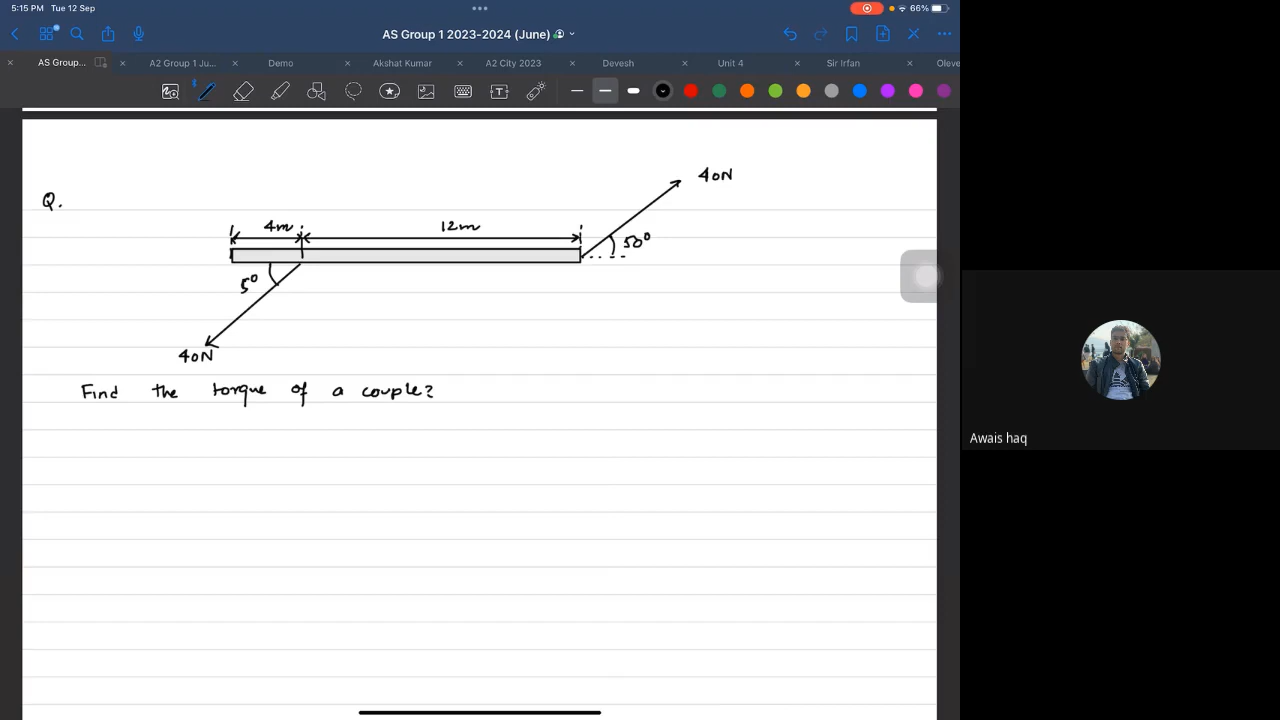 5:15 PM Tue 12 Sep
66%
AS Group 1 2023-2024 (June)
AS Group...
A2 Group 1 Ju...
Demo
Akshat Kumar
A2 City 2023
Devesh
Unit 4
Sir Irfan
Oleve
Q.
40N
4m
12m
50°
5°
40N
Find the torque of a couple?
Awais haq